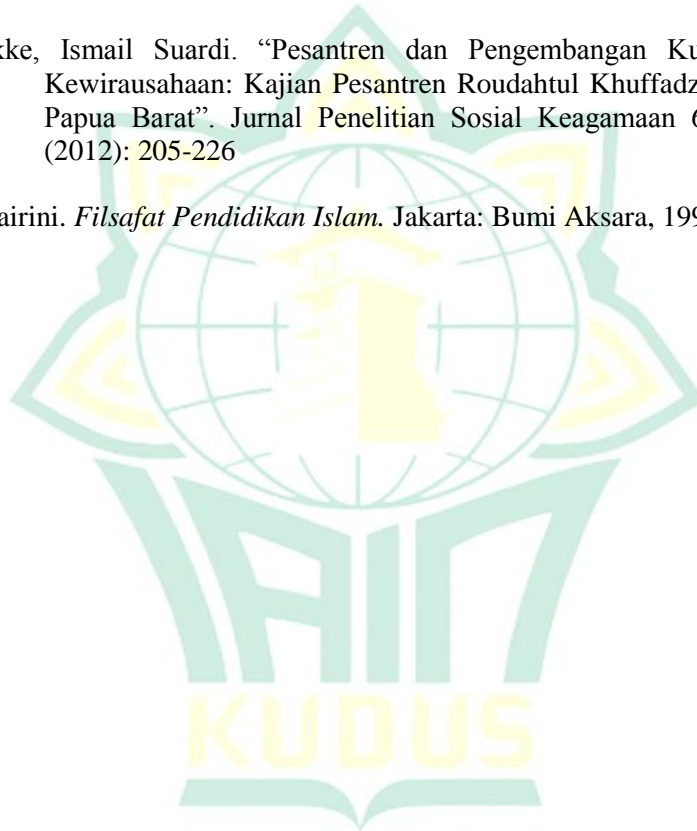 kke, Ismail Suardi. “Pesantren dan Pengembangan Ku
Kewirausahaan: Kajian Pesantren Roudahtul Khuffadz
Papua Barat”. Jurnal Penelitian Sosial Keagamaan 6
(2012): 205-226
airini. Filsafat Pendidikan Islam. Jakarta: Bumi Aksara, 199
IAIN
KUDUS